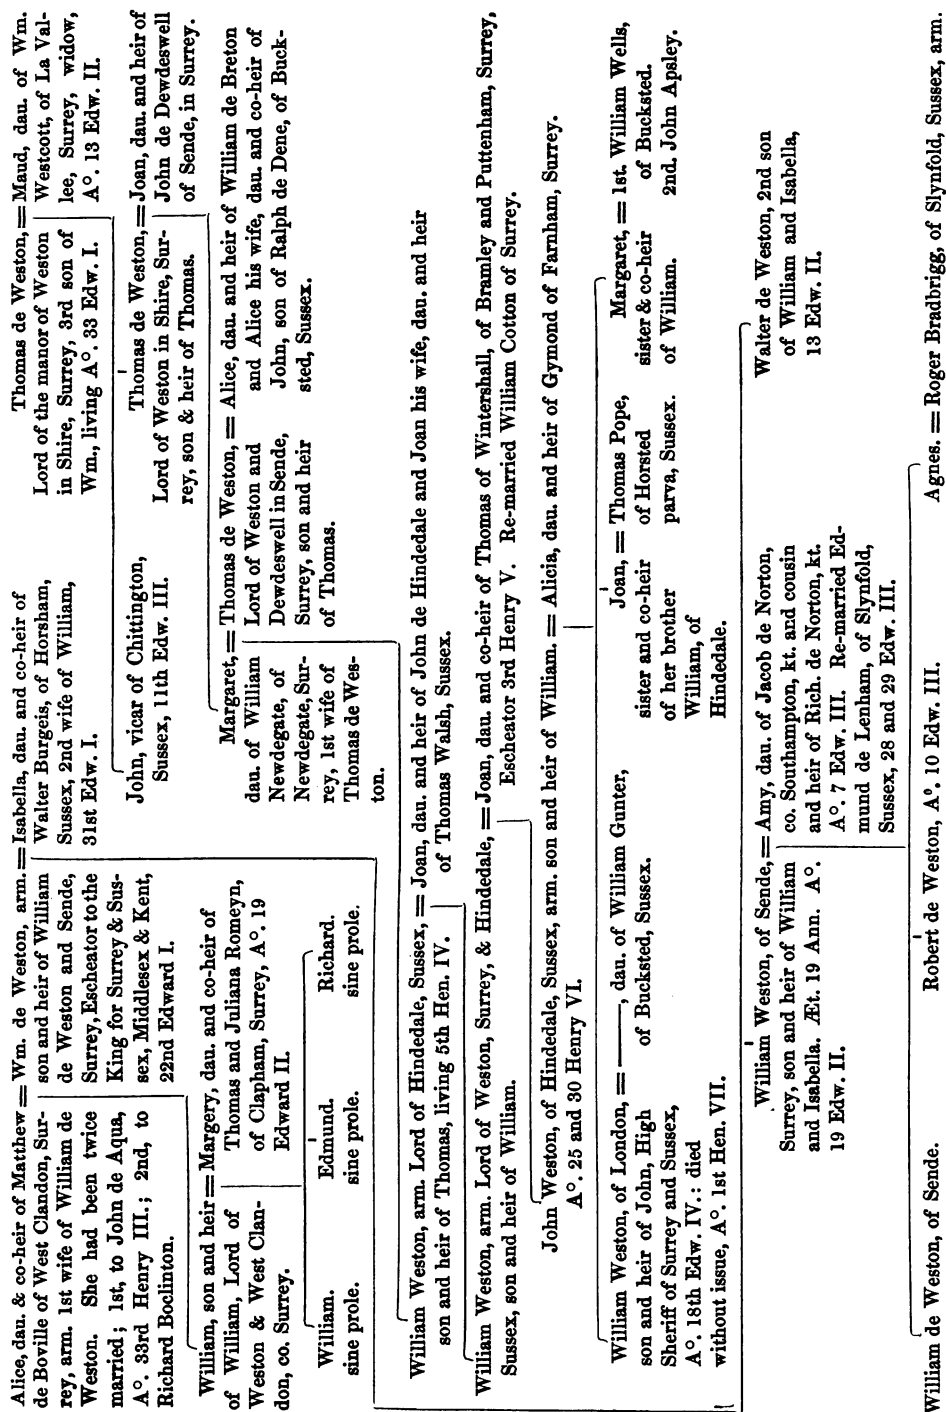 Alice, dau. & co-heir of Matthew
de Boville of West Clandon, Sur-
rey, arm. 1st wife of William de
Weston. She had been twice
married; 1st, to John de Aqua,
A°. 33rd Henry III.; 2nd, to
Richard Boclinton.
= Wm. de Weston, arm.
son and heir of William
de Weston and Sende,
Surrey, Escheator to the
King for Surrey & Sus-
sex, Middlesex & Kent,
22nd Edward I.
= Isabella, dau. and co-heir of
Walter Burgeis, of Horsham,
Sussex, 2nd wife of William,
31st Edw. I.
Thomas de Weston,
Lord of the manor of Weston
in Shire, Surrey, 3rd son of
Wm., living A°. 33 Edw. I.
= Maud, dau. of Wm.
Westcott, of La Val-
lee, Surrey, widow,
A°. 13 Edw. II.
William, son and heir
of William, Lord of
Weston & West Clan-
don, co. Surrey.
= Margery, dau. and co-heir of
Thomas and Juliana Romeyn,
of Clapham, Surrey, A°. 19
Edward II.
John, vicar of Chittington,
Sussex, 11th Edw. III.
Thomas de Weston,
Lord of Weston in Shire, Sur-
rey, son & heir of Thomas.
= Joan, dau. and heir of
John de Dewdeswell
of Sende, in Surrey.
William.
sine prole.
Edmund.
sine prole.
Richard.
sine prole.
Margaret,
dau. of William
Newdegate, of
Newdegate, Sur-
rey, 1st wife of
Thomas de Wes-
ton.
= Thomas de Weston,
Lord of Weston and
Dewdeswell in Sende,
Surrey, son and heir
of Thomas.
= Alice, dau. and heir of William de Breton
and Alice his wife, dau. and co-heir of
John, son of Ralph de Dene, of Buck-
sted, Sussex.
William Weston, arm. Lord of Hindedale, Sussex,
son and heir of Thomas, living 5th Hen. IV.
= Joan, dau. and heir of John de Hindedale and Joan his wife, dau. and heir
of Thomas Walsh, Sussex.
William Weston, arm. Lord of Weston, Surrey, & Hindedale,
Sussex, son and heir of William.
= Joan, dau. and co-heir of Thomas of Wintershall, of Bramley and Puttenham, Surrey,
Escheator 3rd Henry V. Re-married William Cotton of Surrey.
John Weston, of Hindedale, Sussex, arm. son and heir of William.
A°. 25 and 30 Henry VI.
= Alicia, dau. and heir of Gymond of Farnham, Surrey.
William Weston, of London,
son and heir of John, High
Sheriff of Surrey and Sussex,
A°. 18th Edw. IV.: died
without issue, A°. 1st Hen. VII.
= ———, dau. of William Gunter,
of Bucksted, Sussex.
Joan,
sister and co-heir
of her brother
William, of
Hindedale.
= Thomas Pope,
of Horsted
parva, Sussex.
Margaret,
sister & co-heir
of William.
= 1st. William Wells,
of Bucksted.
2nd. John Apsley.
William Weston, of Sende,
Surrey, son and heir of William
and Isabella. Æt. 19 Ann. A°.
19 Edw. II.
= Amy, dau. of Jacob de Norton,
co. Southampton, kt. and cousin
and heir of Rich. de Norton, kt.
A°. 7 Edw. III. Re-married Ed-
mund de Lenham, of Slynfold,
Sussex, 28 and 29 Edw. III.
Walter de Weston, 2nd son
of William and Isabella,
13 Edw. II.
William de Weston, of Sende.
Robert de Weston, A°. 10 Edw. III.
Agnes. = Roger Bradbrigg, of Slynfold, Sussex, arm.